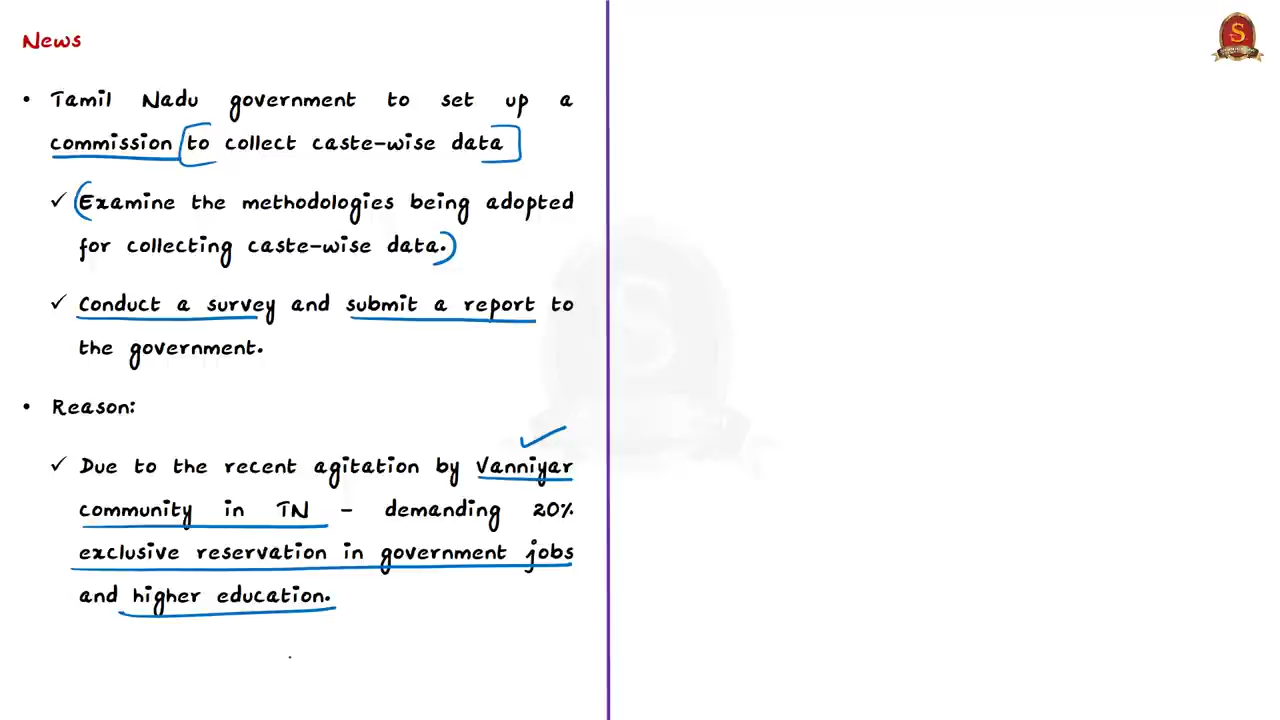 News
• Tamil Nadu government to set up a
commission to collect caste-wise data
✓ Examine the methodologies being adopted
for collecting caste-wise data.
✓ Conduct a survey and submit a report to
the government.
• Reason:
✓ Due to the recent agitation by Vanniyar
community in TN - demanding 20%
exclusive reservation in government jobs
and higher education.
S